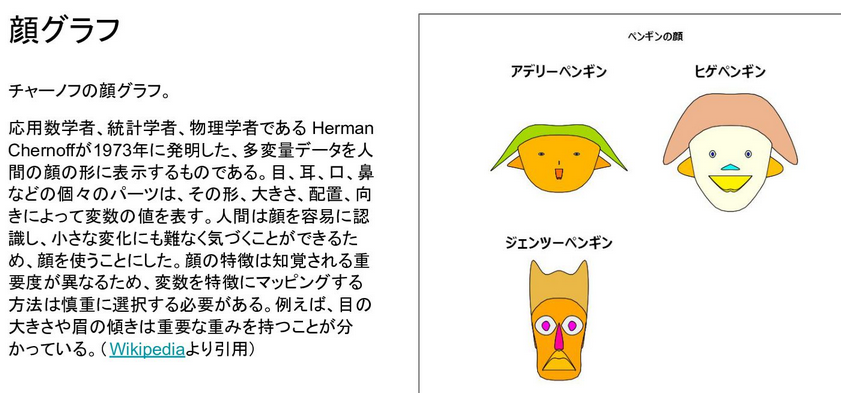 顔グラフ
チャーノフの顔グラフ。
応用数学者、統計学者、物理学者である Herman
Chernoffが1973年に発明した、多変量データを人
間の顔の形に表示するものである。目、耳、口、鼻
などの個々のパーツは、その形、大きさ、配置、向
きによって変数の値を表す。人間は顔を容易に認
識し、小さな変化にも難なく気づくことができるた
め、顔を使うことにした。顔の特徴は知覚される重
要度が異なるため、変数を特徴にマッピングする
方法は慎重に選択する必要がある。例えば、目の
大きさや眉の傾きは重要な重みを持つことが分
かっている。（Wikipediaより引用）
ペンギンの顔
アデリーペンギン
ヒゲペンギン
ジェンツーペンギン